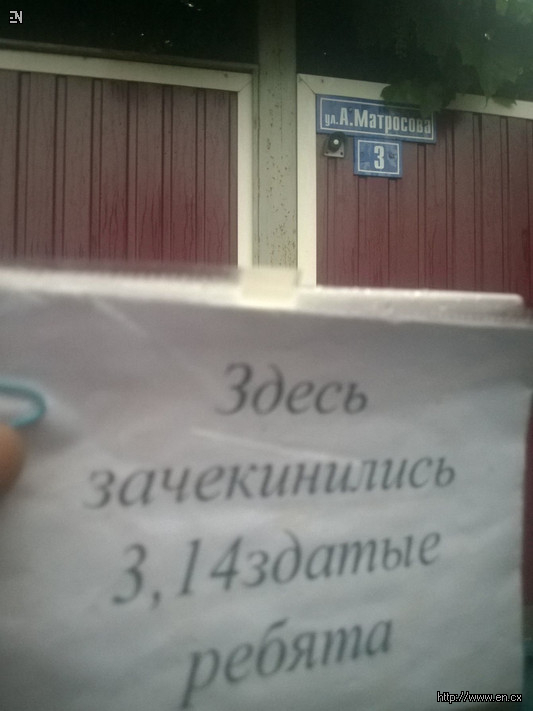 EN
ул. А.Матросова
3
Здесь
зачекинились
3,14здатые
ребята
http://www.en.cx